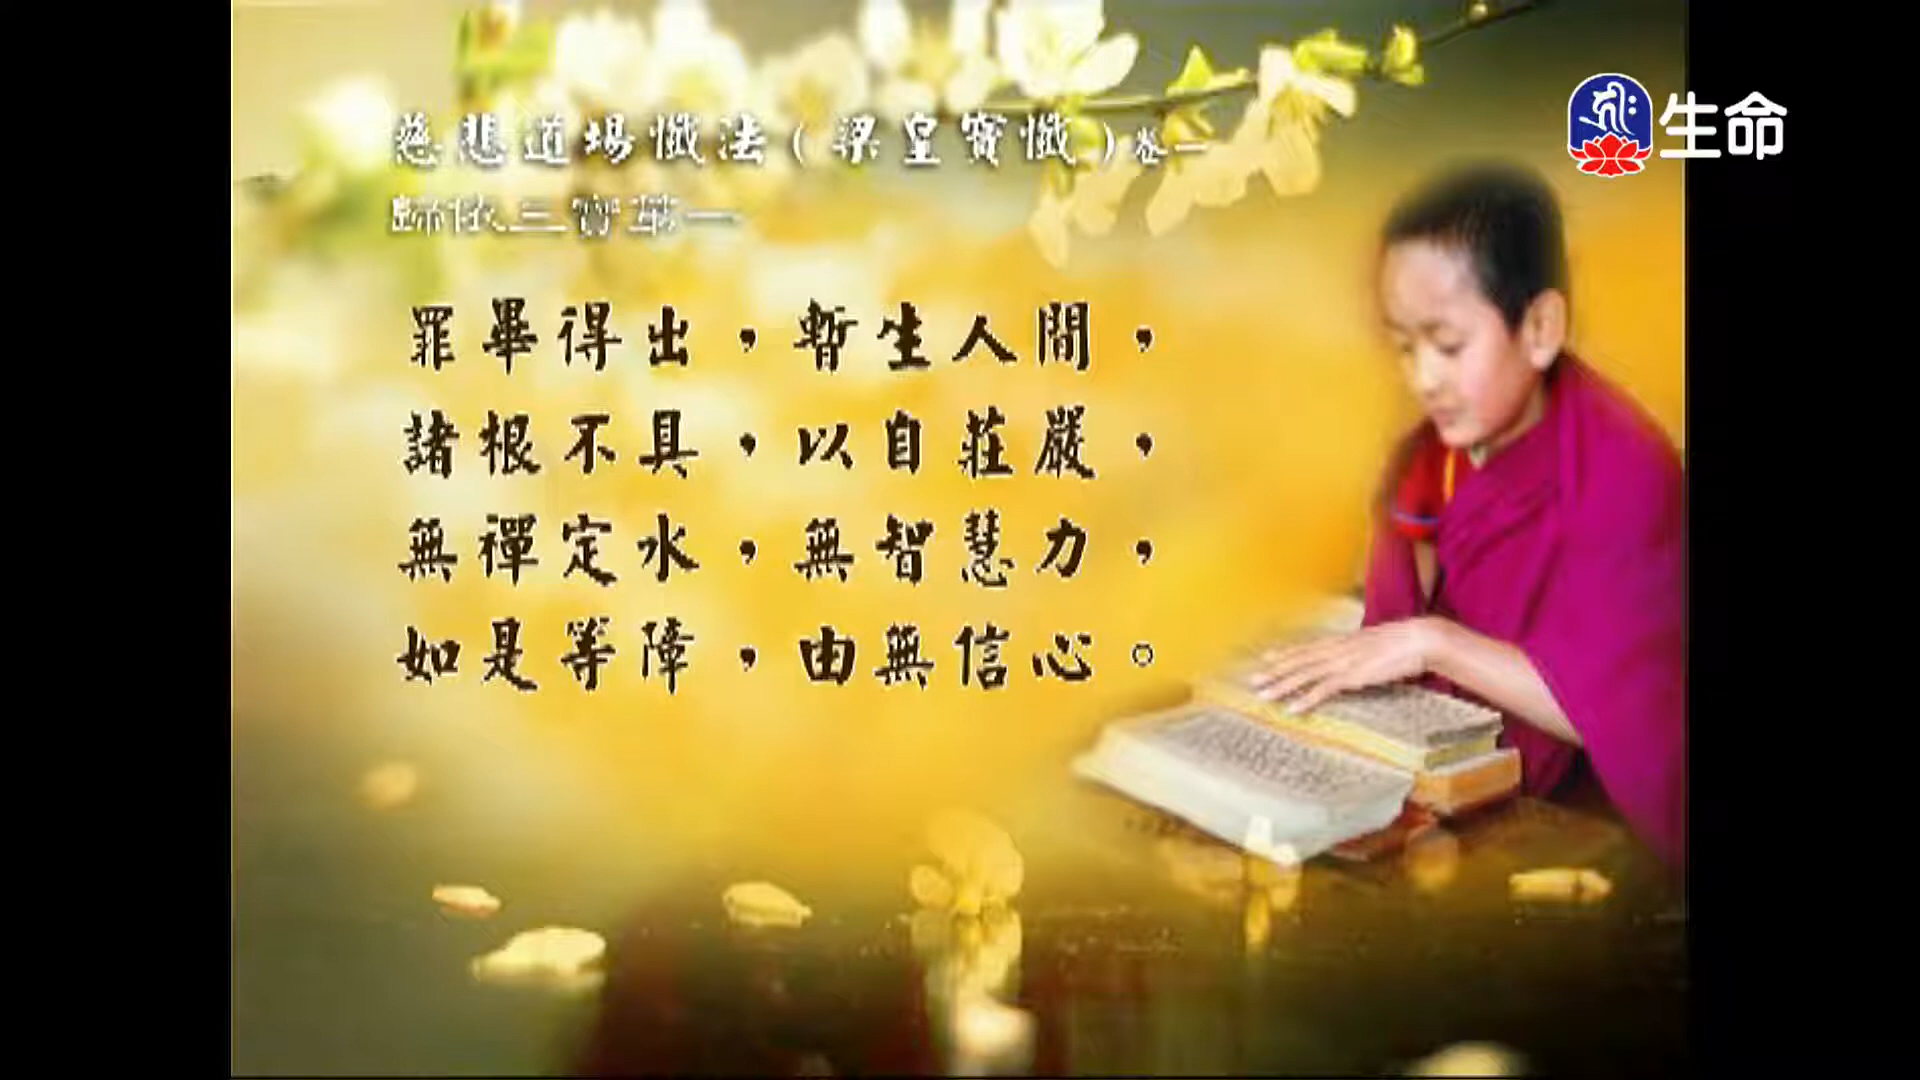 慈悲道場懺法(梁皇寶懺)卷一
歸依三寶第一
生命
罪畢得出，暫生人間，
諸根不具，以自莊嚴，
無禪定水，無智慧力，
如是等障，由無信心。